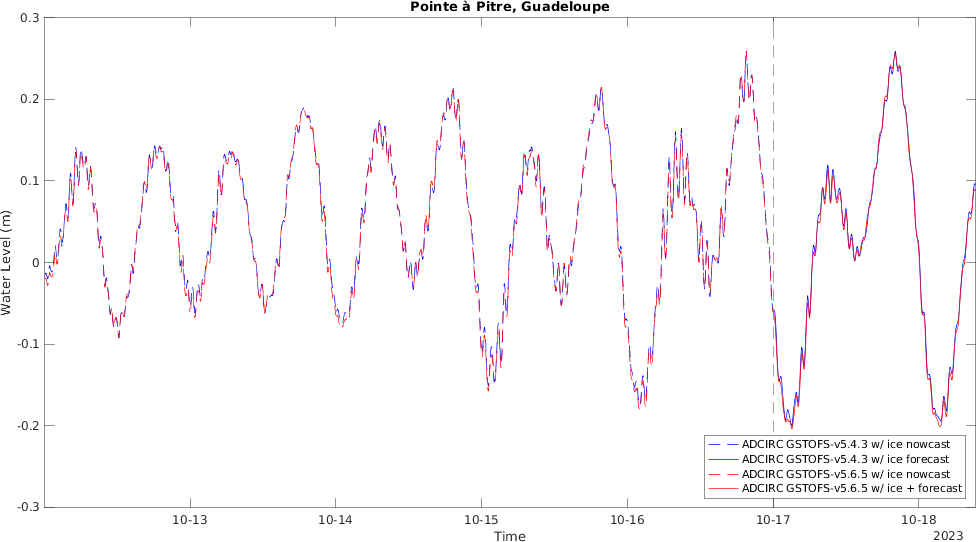 Pointe à Pitre, Guadeloupe
0.3
0.2
0.1
0
-0.1
-0.2
-0.3
Water Level (m)
10-13
10-14
10-15
10-16
10-17
10-18
Time
2023
ADCIRC GSTOFS-v5.4.3 w/ ice nowcast
ADCIRC GSTOFS-v5.4.3 w/ ice forecast
ADCIRC GSTOFS-v5.6.5 w/ ice nowcast
ADCIRC GSTOFS-v5.6.5 w/ ice + forecast